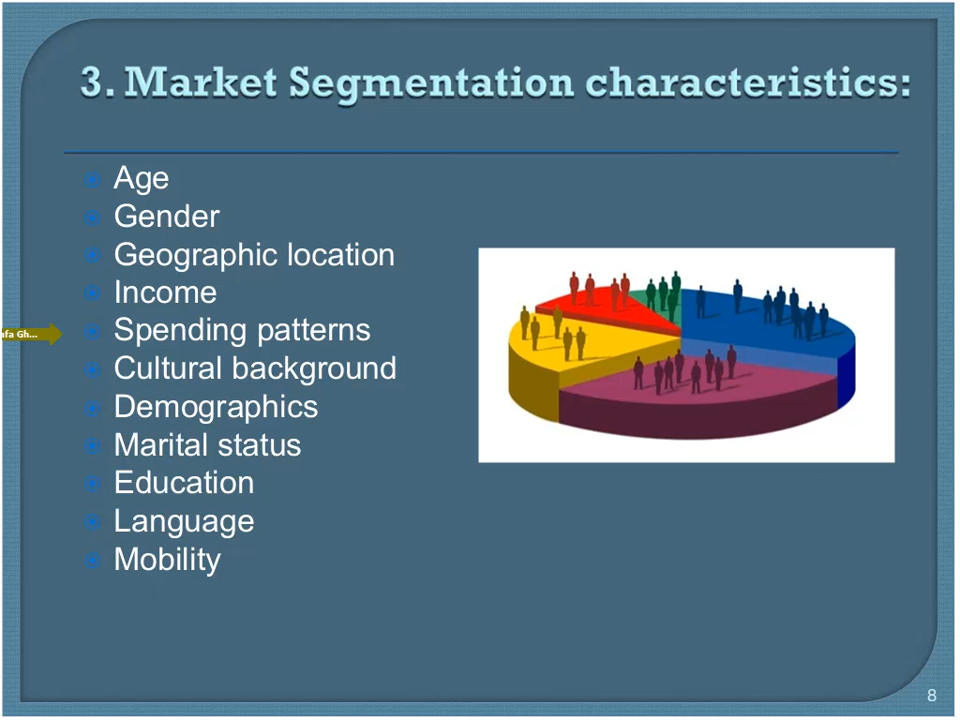 3. Market Segmentation characteristics:
Age
Gender
Geographic location
Income
Spending patterns
Cultural background
Demographics
Marital status
Education
Language
Mobility
8